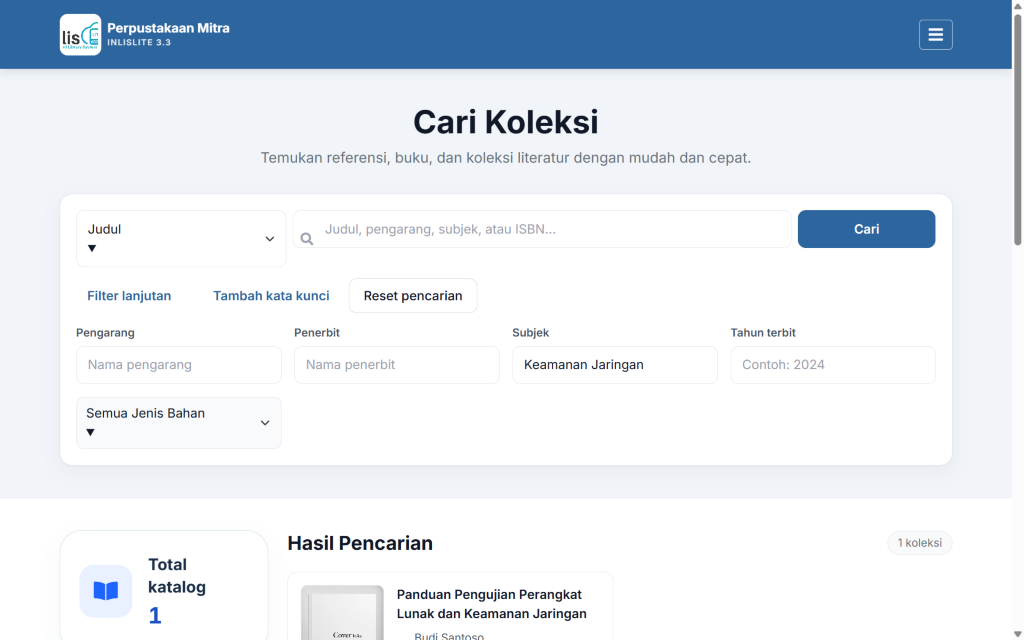 lis
Perpustakaan Mitra
INLISLITE 3.3
Cari Koleksi
Temukan referensi, buku, dan koleksi literatur dengan mudah dan cepat.
Judul
▼
Judul, pengarang, subjek, atau ISBN...
Cari
Filter lanjutan
Tambah kata kunci
Reset pencarian
Pengarang
Penerbit
Subjek
Tahun terbit
Nama pengarang
Nama penerbit
Keamanan Jaringan
Contoh: 2024
Semua Jenis Bahan
▼
Total
katalog
1
Hasil Pencarian
1 koleksi
Panduan Pengujian Perangkat
Lunak dan Keamanan Jaringan
Budi Santoso